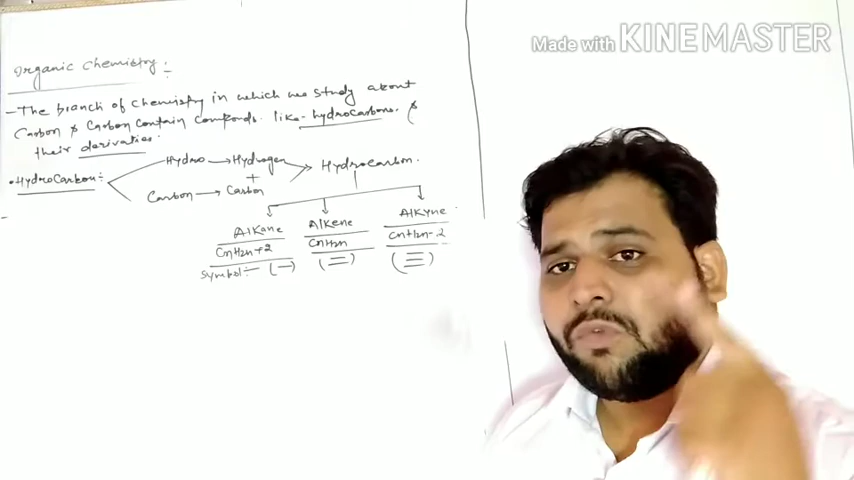 Made with KINEMASTER
Organic Chemistry :-
- The branch of chemistry in which we study about
Carbon & Carbon contain compounds. like - hydrocarbons. &
their derivaties.
• HydroCarbon :- Hydro → Hydrogen + Carbon → Carbon → Hydrocarbon.
Alkane Alkene Alkyne
CnH2n+2 CnH2n CnH2n-2
Symbol :- (—) (=) (≡)